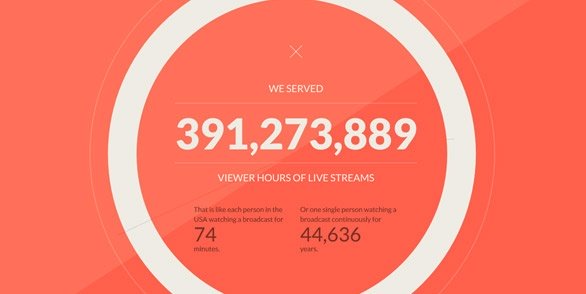 WE SERVED
391,273,889
VIEWER HOURS OF LIVE STREAMS
That is like each person in the
USA watching a broadcast for
74
minutes.
Or one single person watching a
broadcast continuously for
44,636
years.